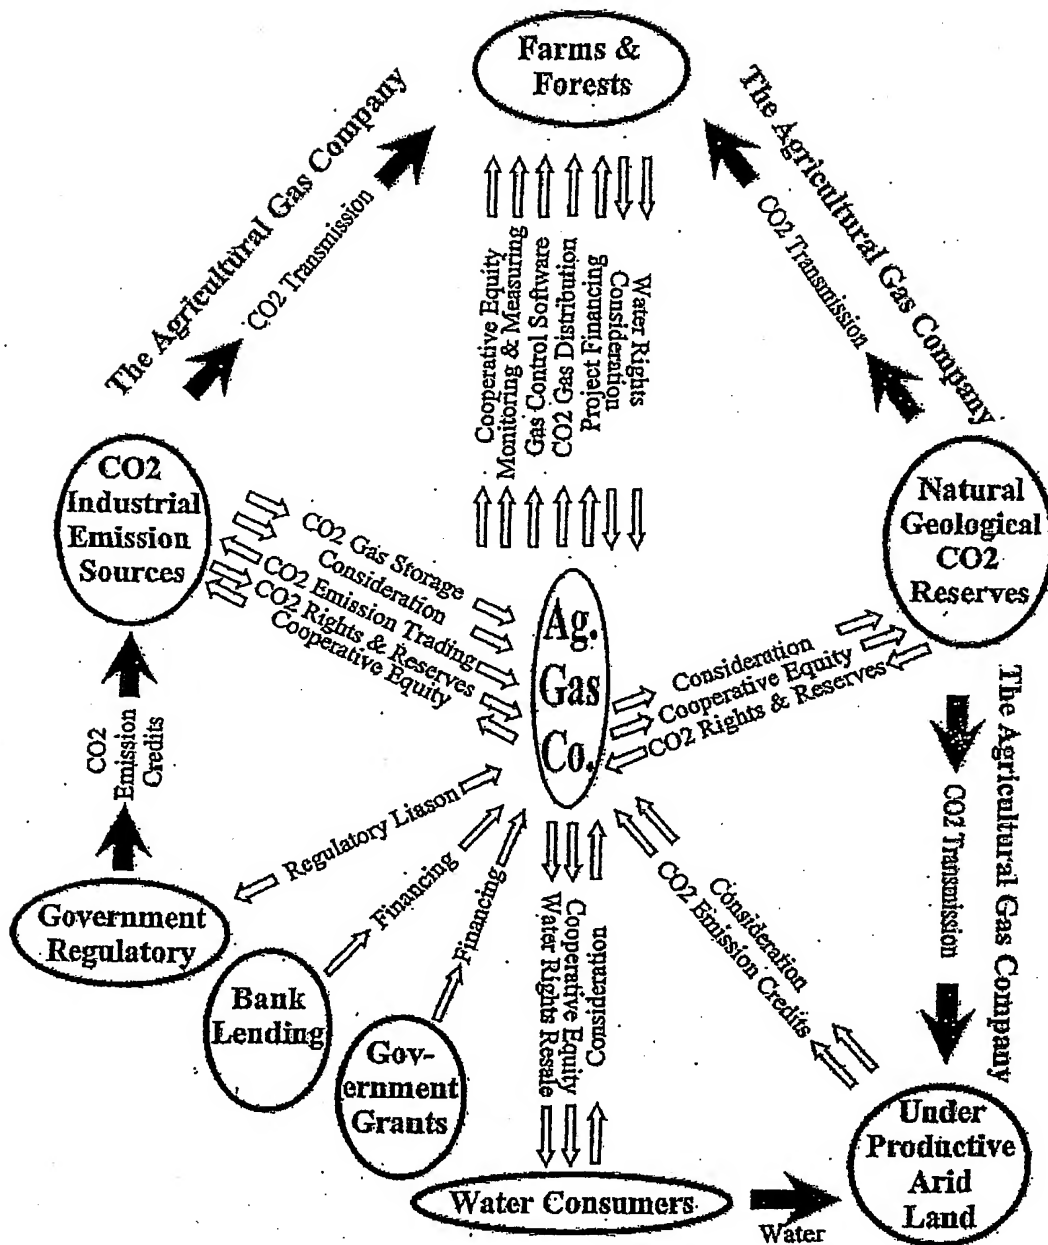 Farms &
Forests
The Agricultural Gas Company
CO2 Transmission
The Agricultural Gas Company
CO2 Transmission
Cooperative Equity
Monitoring & Measuring
Gas Control Software
CO2 Gas Distribution
Project Financing
Consideration
Water Rights
CO2
Industrial
Emission
Sources
Natural
Geological
CO2
Reserves
CO2 Gas Storage
Consideration
CO2 Emission Trading
CO2 Rights & Reserves
Cooperative Equity
Ag.
Gas
Co.
Consideration
Cooperative Equity
CO2 Rights & Reserves
CO2
Emission
Credits
The Agricultural Gas Company
CO2 Transmission
Regulatory Liason
Financing
Financing
Government
Regulatory
Bank
Lending
Gov-
ernment
Grants
Water Rights Resale
Cooperative Equity
Consideration
Consideration
CO2 Emission Credits
Under
Productive
Arid
Land
Water Consumers
Water